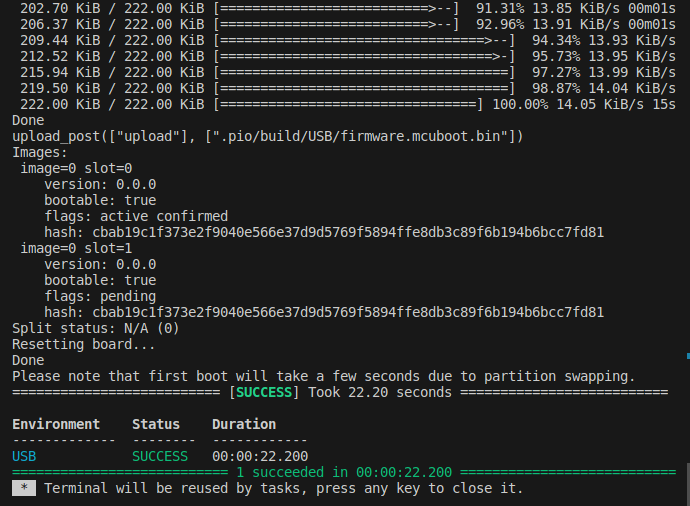 202.70 KiB / 222.00 KiB [==========================>--]  91.31% 13.85 KiB/s 00m01s
206.37 KiB / 222.00 KiB [==========================>--]  92.96% 13.91 KiB/s 00m01s
209.44 KiB / 222.00 KiB [=================================>--]  94.34% 13.93 KiB/s
212.52 KiB / 222.00 KiB [==================================>-]  95.73% 13.95 KiB/s
215.94 KiB / 222.00 KiB [====================================]  97.27% 13.99 KiB/s
219.50 KiB / 222.00 KiB [====================================]  98.87% 14.04 KiB/s
222.00 KiB / 222.00 KiB [================================] 100.00% 14.05 KiB/s 15s
Done
upload_post(["upload"], [".pio/build/USB/firmware.mcuboot.bin"])
Images:
 image=0 slot=0
    version: 0.0.0
    bootable: true
    flags: active confirmed
    hash: cbab19c1f373e2f9040e566e37d9d5769f5894ffe8db3c89f6b194b6bcc7fd81
 image=0 slot=1
    version: 0.0.0
    bootable: true
    flags: pending
    hash: cbab19c1f373e2f9040e566e37d9d5769f5894ffe8db3c89f6b194b6bcc7fd81
Split status: N/A (0)
Resetting board...
Done
Please note that first boot will take a few seconds due to partition swapping.
========================== [SUCCESS] Took 22.20 seconds ==========================
Environment    Status    Duration
-------------  --------  ------------
USB            SUCCESS   00:00:22.200
=========================== 1 succeeded in 00:00:22.200 ===========================
 *  Terminal will be reused by tasks, press any key to close it.